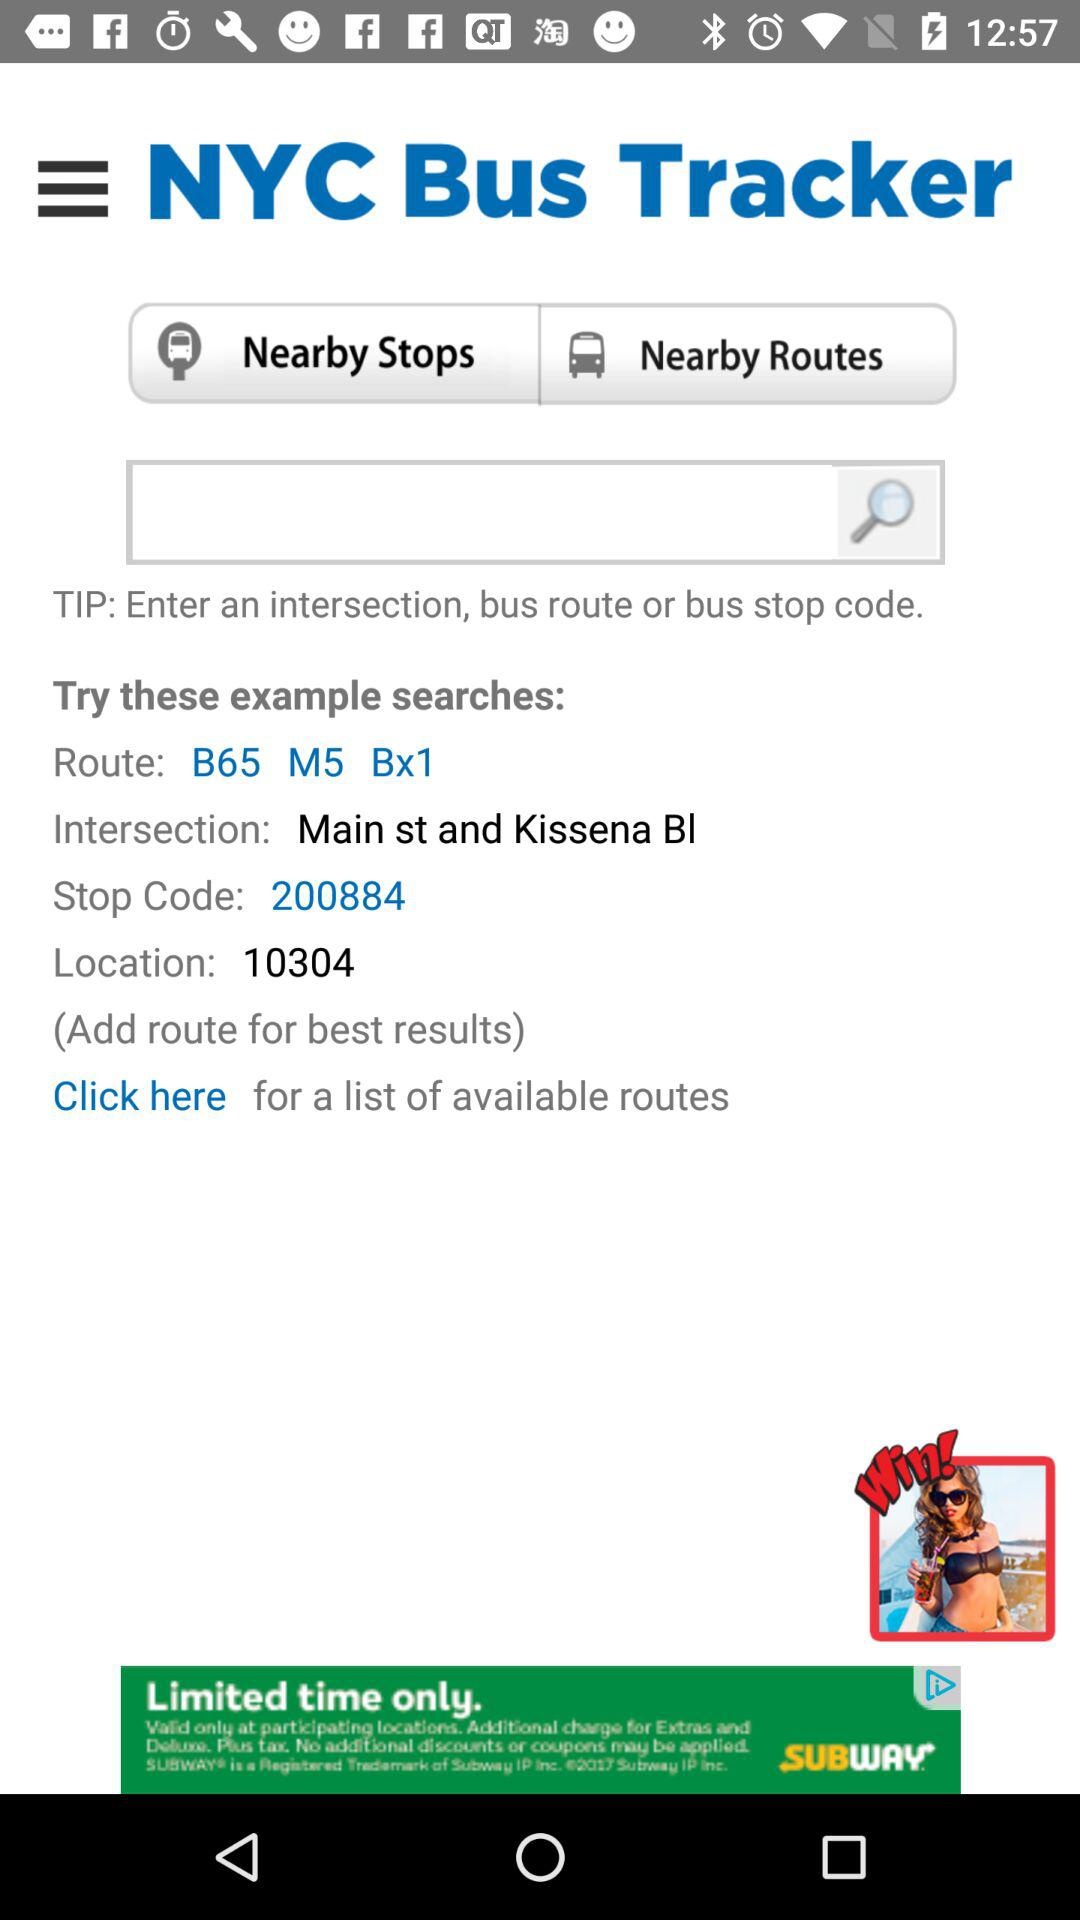 QT 淘 12:57
NYC Bus Tracker
Nearby Stops Nearby Routes
TIP: Enter an intersection, bus route or bus stop code.
Try these example searches:
Route: B65 M5 Bx1
Intersection: Main st and Kissena Bl
Stop Code: 200884
Location: 10304
(Add route for best results)
Click here for a list of available routes
Win!
Limited time only.
Valid only at participating locations. Additional charge for Extras and
Deluxe. Plus tax. No additional discounts or coupons may be applied.
SUBWAY® is a Registered Trademark of Subway IP Inc. ©2017 Subway IP Inc.
SUBWAY